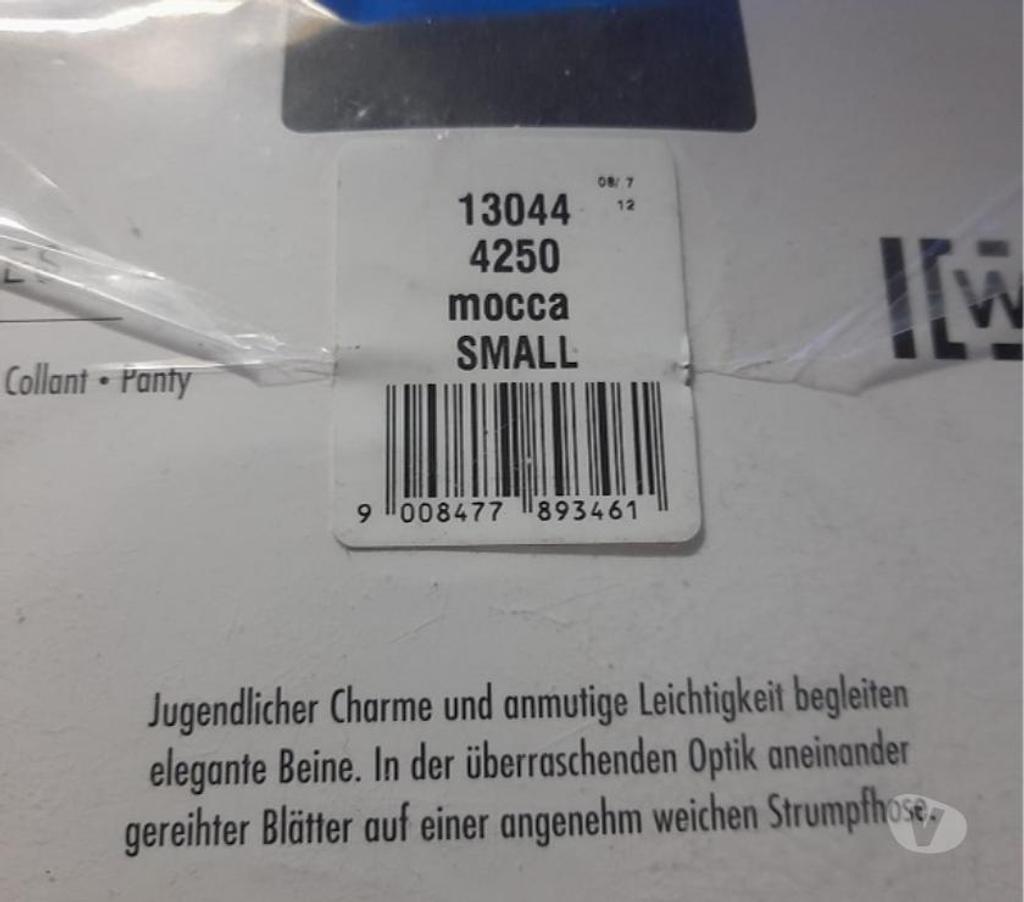 08/ 7
13044 12
4250
mocca
SMALL
ES
W
Collant • Panty
9 008477 893461
Jugendlicher Charme und anmutige Leichtigkeit begleiten
elegante Beine. In der überraschenden Optik aneinander
gereihter Blätter auf einer angenehm weichen Strumpfhose.
V